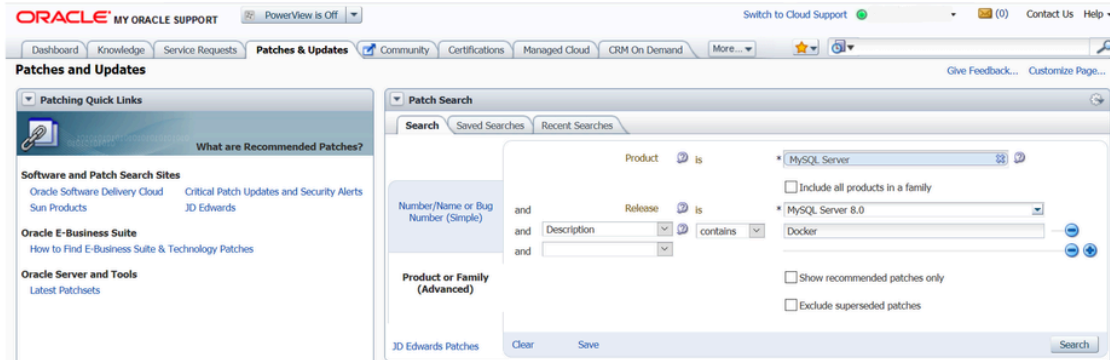 ORACLE MY ORACLE SUPPORT PowerView is Off Switch to Cloud Support (0) Contact Us Help
Dashboard Knowledge Service Requests Patches & Updates Community Certifications Managed Cloud CRM On Demand More...
Patches and Updates Give Feedback... Customize Page...
Patching Quick Links
What are Recommended Patches?
Software and Patch Search Sites
Oracle Software Delivery Cloud Critical Patch Updates and Security Alerts
Sun Products JD Edwards
Oracle E-Business Suite
How to Find E-Business Suite & Technology Patches
Oracle Server and Tools
Latest Patchsets
Patch Search
Search Saved Searches Recent Searches
Number/Name or Bug
Number (Simple)
Product or Family
(Advanced)
JD Edwards Patches
Product is * MySQL Server
Include all products in a family
and Release is * MySQL Server 8.0
and Description contains Docker
and
Show recommended patches only
Exclude superseded patches
Clear Save Search